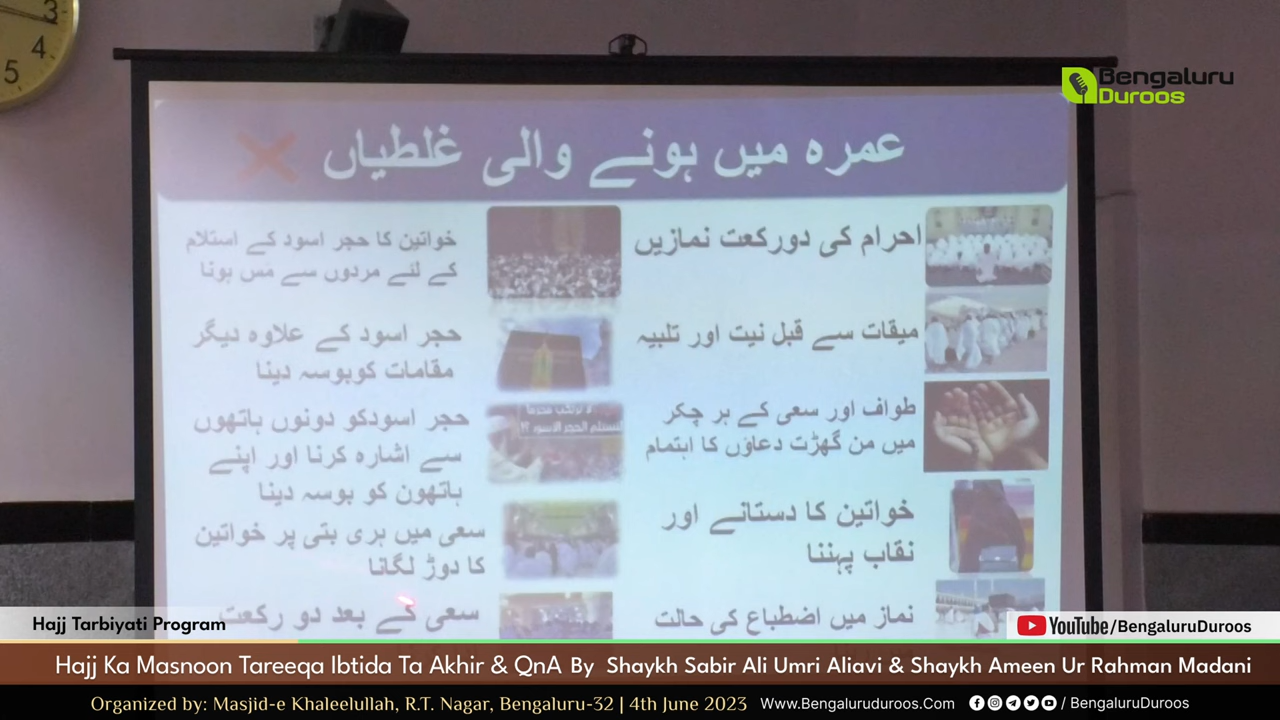 3
4
5
Bengaluru
Duroos
عمرہ میں ہونے والی غلطیاں
احرام کی دورکعت نمازیں
میقات سے قبل نیت اور تلبیہ
طواف اور سعی کے ہر چکر
میں من گھڑت دعاؤں کا اہتمام
خواتین کا دستانے اور
نقاب پہننا
نماز میں اضطباع کی حالت
خواتین کا حجر اسود کے استلام
کے لئے مردوں سے مَس ہونا
حجر اسود کے علاوہ دیگر
مقامات کوبوسہ دینا
حجر اسودکو دونوں ہاتھوں
سے اشارہ کرنا اور اپنے
ہاتھون کو بوسہ دینا
سعی میں ہری بتی پر خواتین
کا دوڑ لگانا
سعی کے بعد دو رکعت
الحجر الاسود
Hajj Tarbiyati Program
YouTube/BengaluruDuroos
Hajj Ka Masnoon Tareeqa Ibtida Ta Akhir & QnA By Shaykh Sabir Ali Umri Aliavi & Shaykh Ameen Ur Rahman Madani
Organized by: Masjid-e Khaleelullah, R.T. Nagar, Bengaluru-32 | 4th June 2023 Www.Bengaluruduroos.Com / BengaluruDuroos